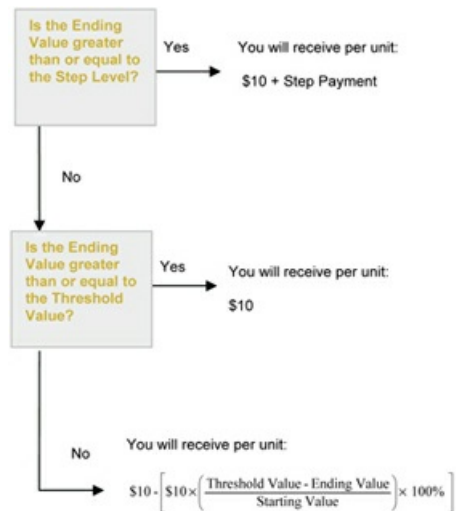 Is the Ending
Value greater
than or equal to
the Step Level?
Yes
You will receive per unit:
$10 + Step Payment
No
Is the Ending
Value greater
than or equal to
the Threshold
Value?
Yes
You will receive per unit:
$10
No
You will receive per unit:
$10 - [$10 × (Threshold Value - Ending Value / Starting Value) × 100%]